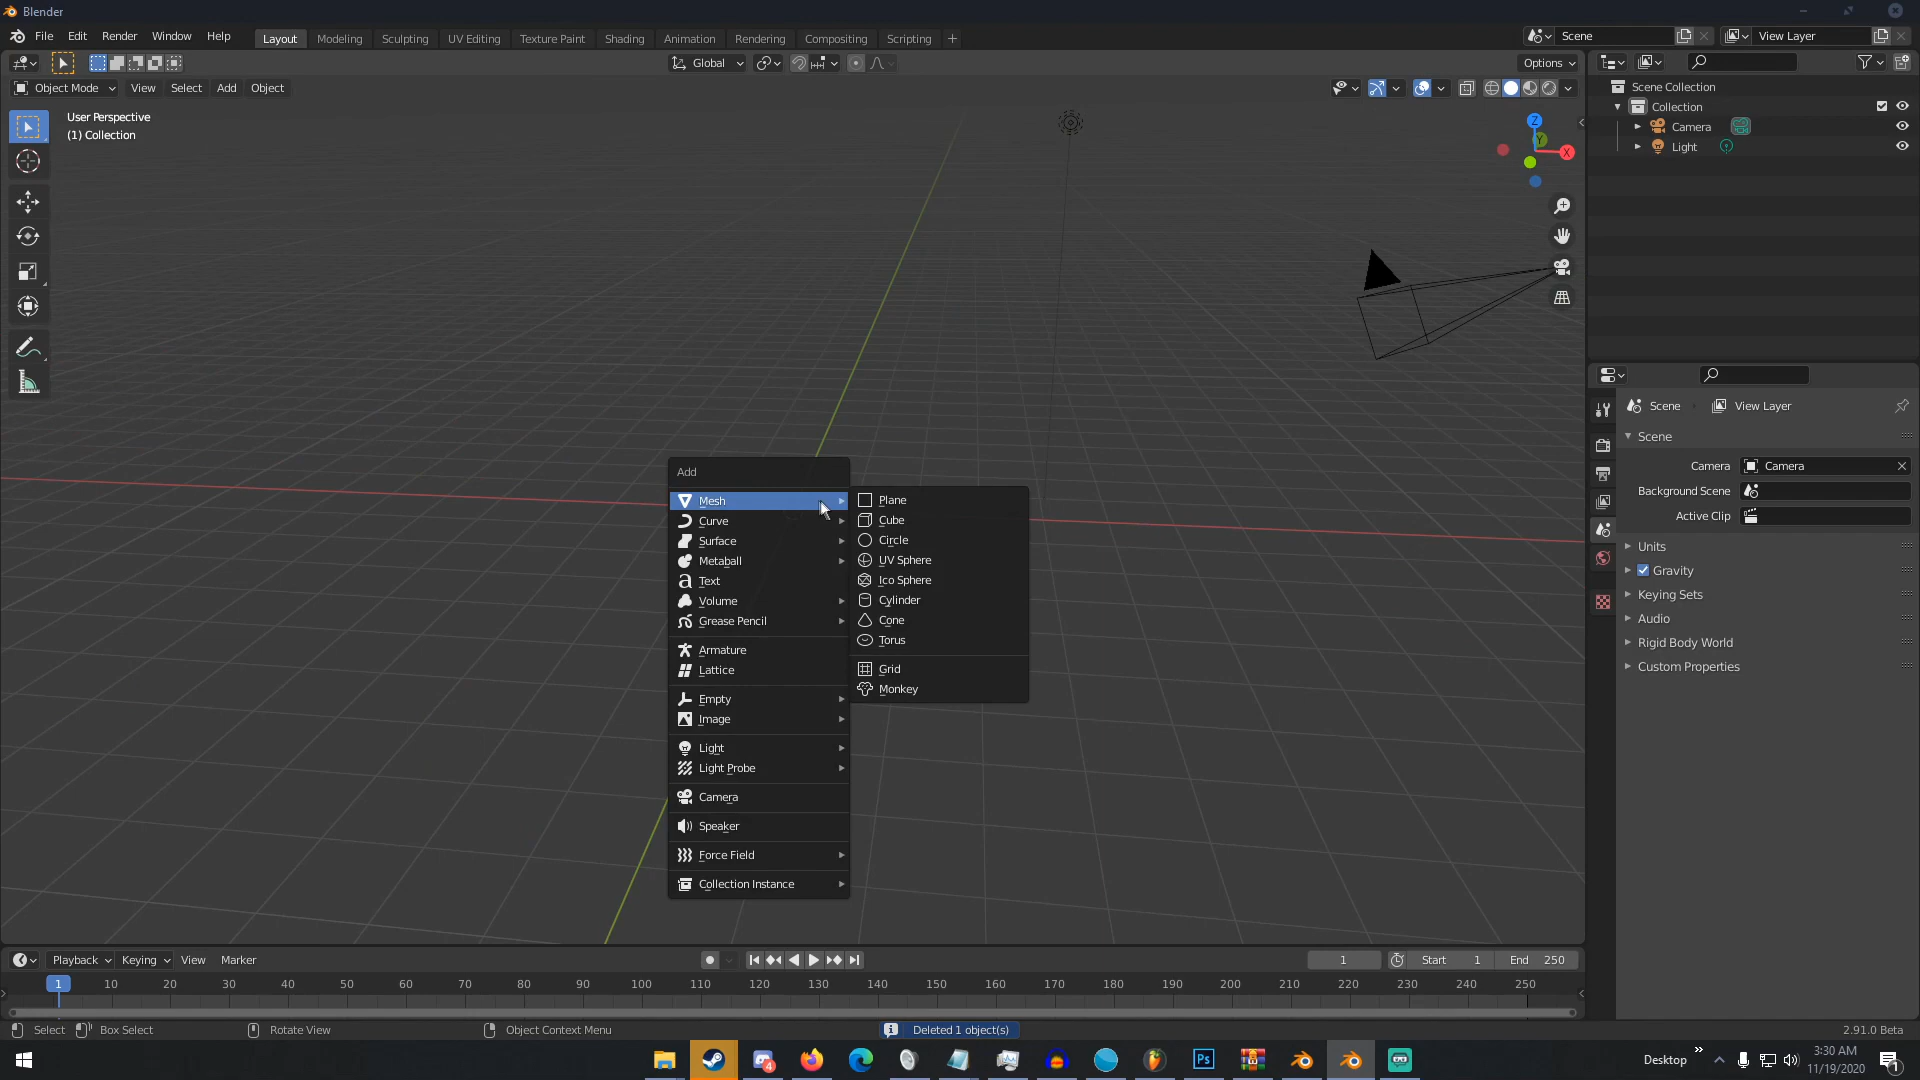 Blender
File Edit Render Window Help Layout Modeling Sculpting UV Editing Texture Paint Shading Animation Rendering Compositing Scripting + Scene View Layer
Global Options
Object Mode View Select Add Object
User Perspective
(1) Collection
Z
Y
X
Scene Collection
Collection
Camera
Light
Scene View Layer
Scene
Camera Camera
Background Scene
Active Clip
Units
Gravity
Keying Sets
Audio
Rigid Body World
Custom Properties
Add
Mesh
Curve
Surface
Metaball
Text
Volume
Grease Pencil
Armature
Lattice
Empty
Image
Light
Light Probe
Camera
Speaker
Force Field
Collection Instance
Plane
Cube
Circle
UV Sphere
Ico Sphere
Cylinder
Cone
Torus
Grid
Monkey
Playback Keying View Marker 1 Start 1 End 250
1 10 20 30 40 50 60 70 80 90 100 110 120 130 140 150 160 170 180 190 200 210 220 230 240 250
Select Box Select Rotate View Object Context Menu Deleted 1 object(s) 2.91.0 Beta
4 Ps Desktop » 3:30 AM
11/19/2020 1